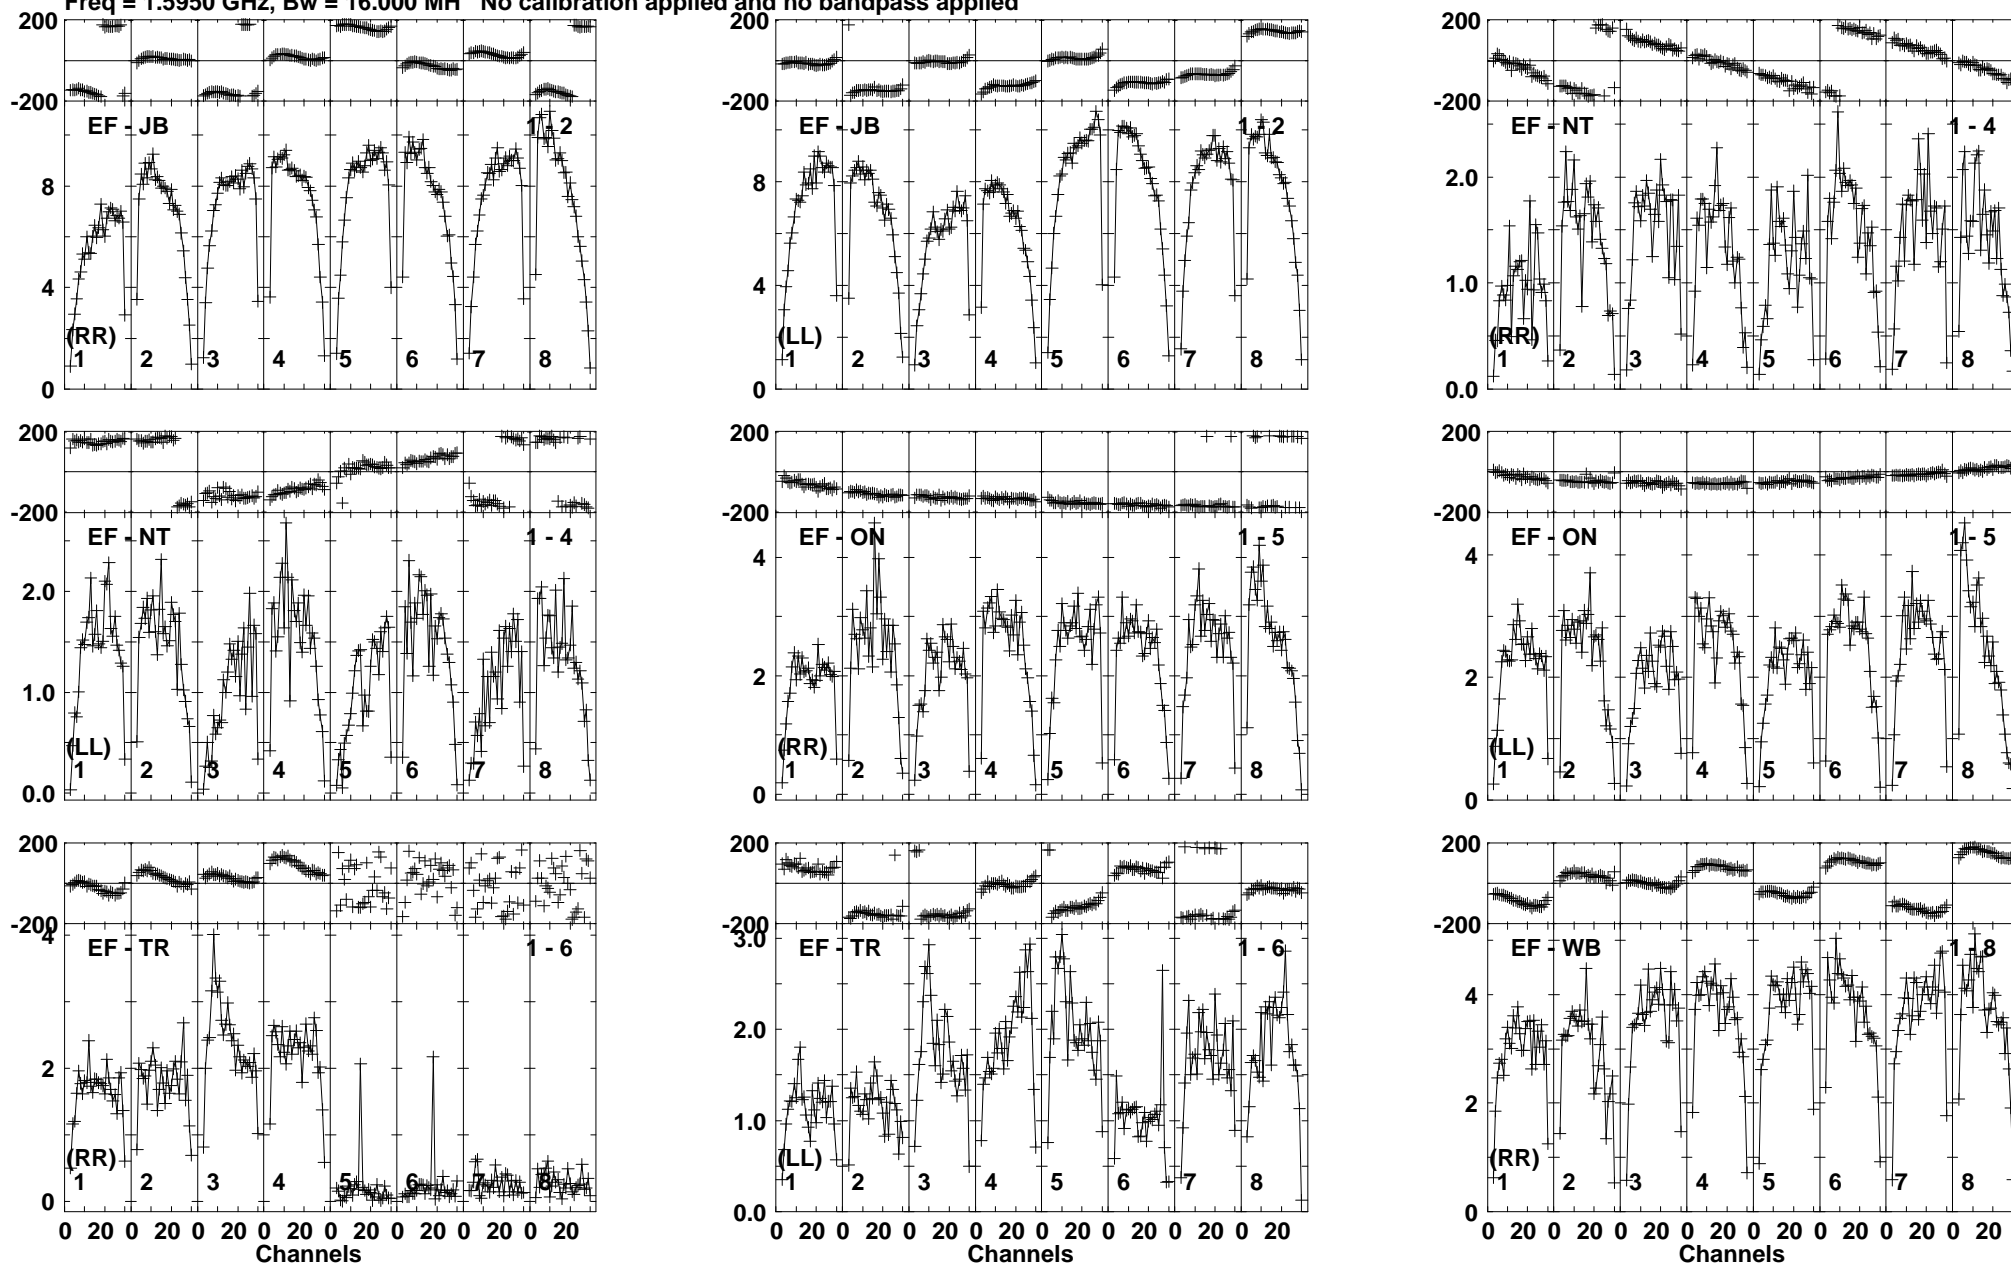 Freq = 1.5950 GHz, Bw = 16.000 MH No calibration applied and no bandpass applied
200 200 200
-200 -200 -200
EF - JB 1 - 2 EF - JB 1 - 2 EF - NT 1 - 4
8 8 2.0
4 4 1.0
(RR) (LL) (RR)
1 2 3 4 5 6 7 8 1 2 3 4 5 6 7 8 1 2 3 4 5 6 7 8
0 0 0.0
200 200 200
-200 -200 -200
EF - NT 1 - 4 EF - ON 1 - 5 EF - ON 1 - 5
2.0 4 4
1.0 2 2
(LL) (RR) (LL)
1 2 3 4 5 6 7 8 1 2 3 4 5 6 7 8 1 2 3 4 5 6 7 8
0.0 0 0
200 200 200
-200 -200 -200
4 3.0
EF - TR 1 - 6 EF - TR 1 - 6 EF - WB 1 - 8
2 2.0 4
1.0 2
(RR) (LL) (RR)
1 2 3 4 5 6 7 8 1 2 3 4 5 6 7 8 1 2 3 4 5 6 7 8
0 0.0 0
0 20 0 20 0 20 0 20 0 20 0 20 0 20 0 20 0 20 0 20 0 20 0 20 0 20 0 20 0 20 0 20 0 20 0 20 0 20 0 20 0 20 0 20 0 20 0 20
Channels Channels Channels